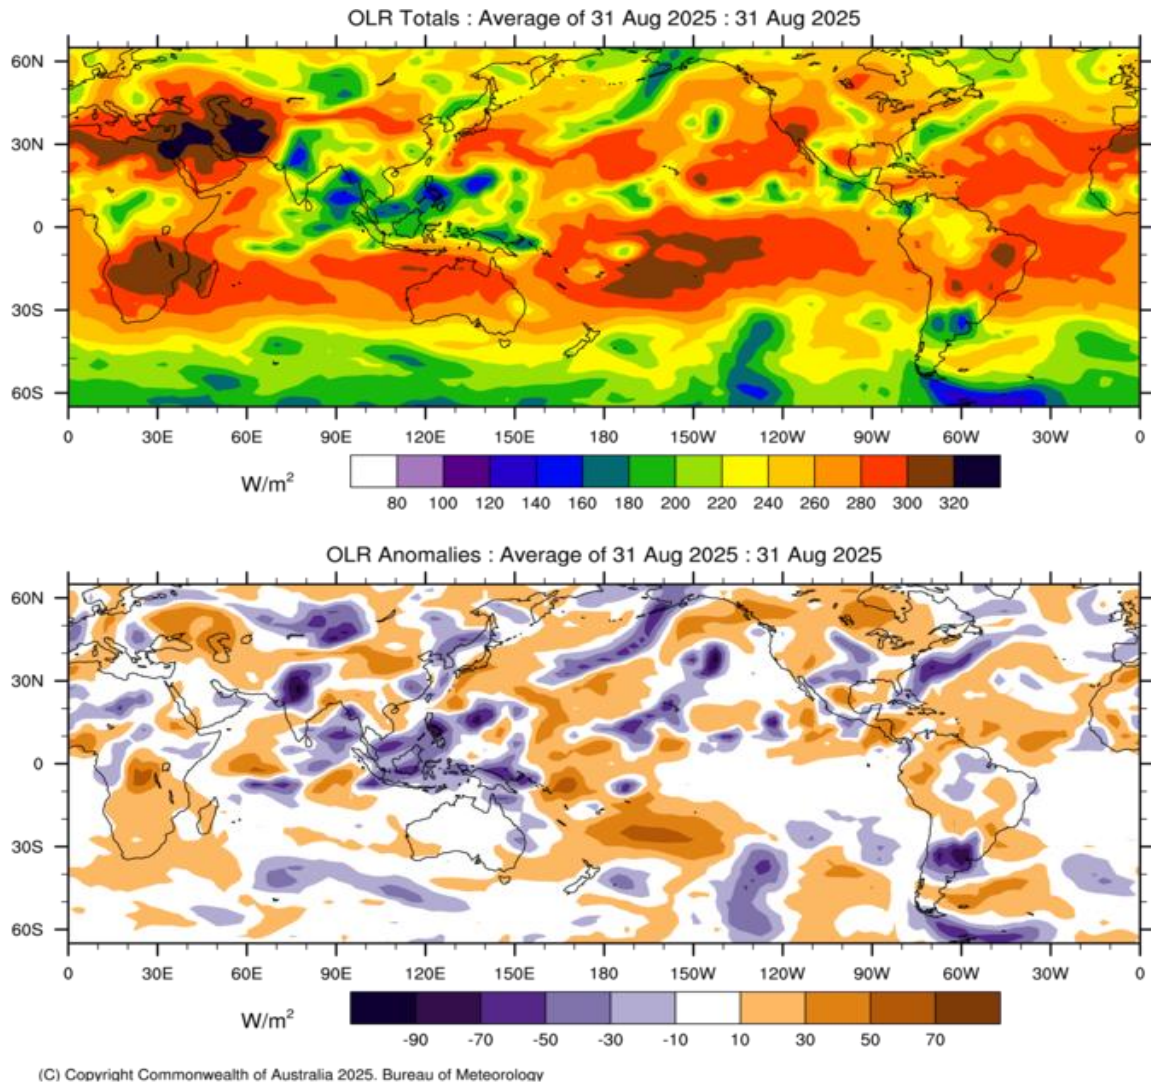 OLR Totals : Average of 31 Aug 2025 : 31 Aug 2025
60N
30N
0
30S
60S
0 30E 60E 90E 120E 150E 180 150W 120W 90W 60W 30W 0
W/m²
80 100 120 140 160 180 200 220 240 260 280 300 320
OLR Anomalies : Average of 31 Aug 2025 : 31 Aug 2025
60N
30N
0
30S
60S
0 30E 60E 90E 120E 150E 180 150W 120W 90W 60W 30W 0
W/m²
-90 -70 -50 -30 -10 10 30 50 70
(C) Copyright Commonwealth of Australia 2025. Bureau of Meteorology